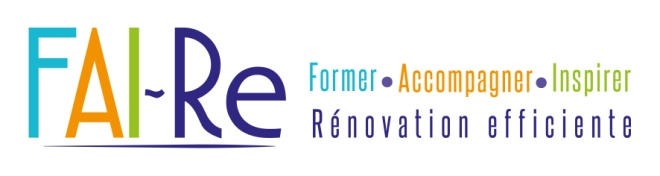 FAI~Re
Former • Accompagner • Inspirer
Rénovation efficiente